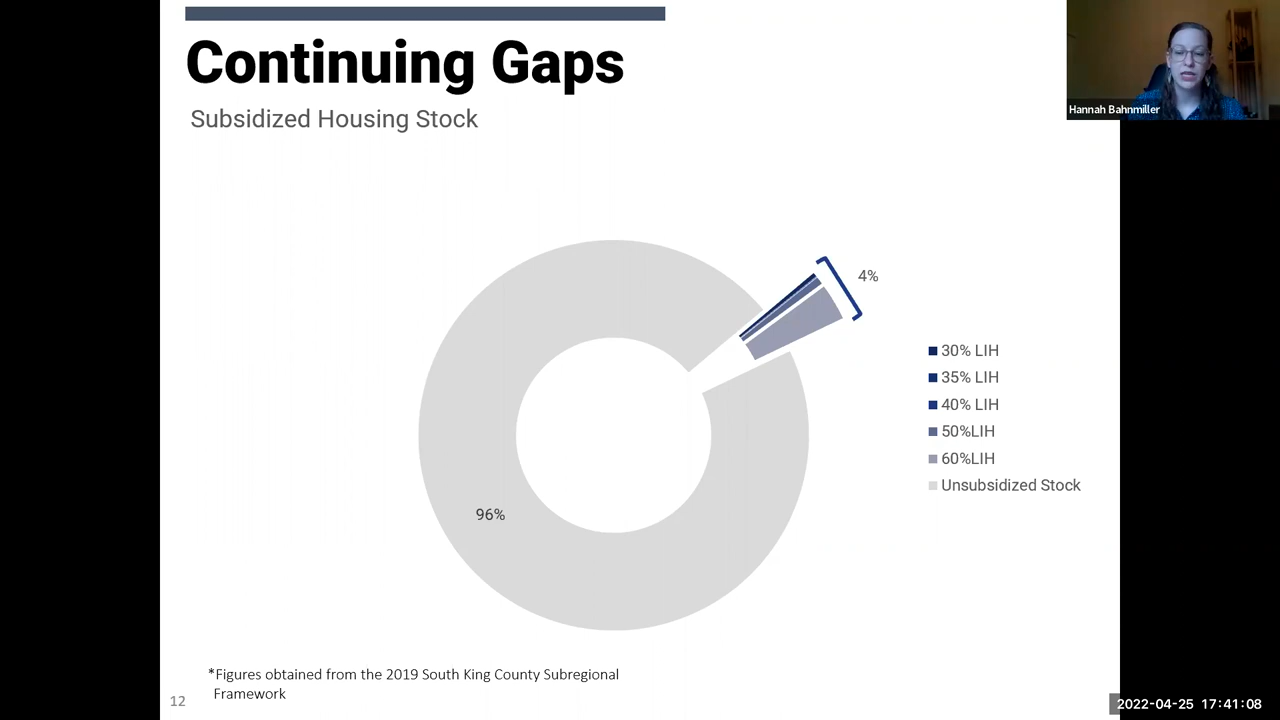 Continuing Gaps
Subsidized Housing Stock
Hannah Bahnmiller
4%
30% LIH
35% LIH
40% LIH
50%LIH
60%LIH
Unsubsidized Stock
96%
*Figures obtained from the 2019 South King County Subregional
Framework
12
2022-04-25 17:41:08